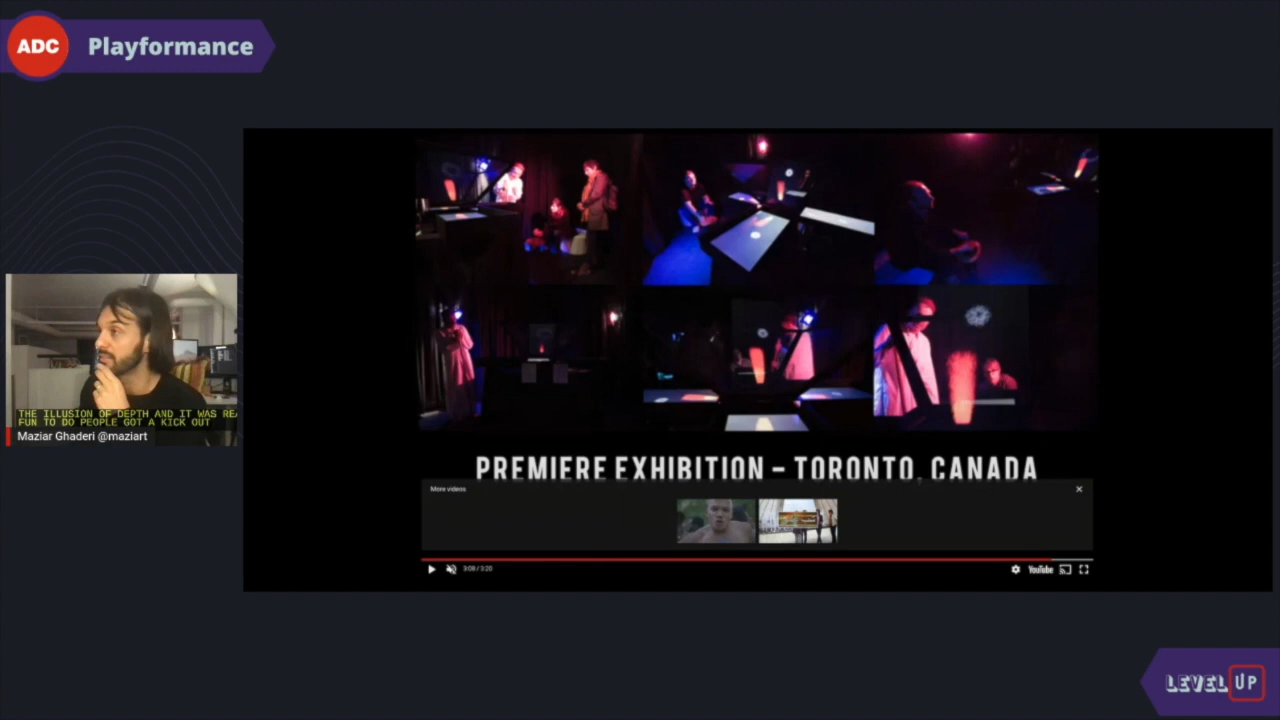 ADC Playformance
THE ILLUSION OF DEPTH AND IT WAS REA
FUN TO DO PEOPLE GOT A KICK OUT
Maziar Ghaderi @maziart
PREMIERE EXHIBITION – TORONTO, CANADA
More videos
3:08 / 3:20
YouTube
LEVEL UP